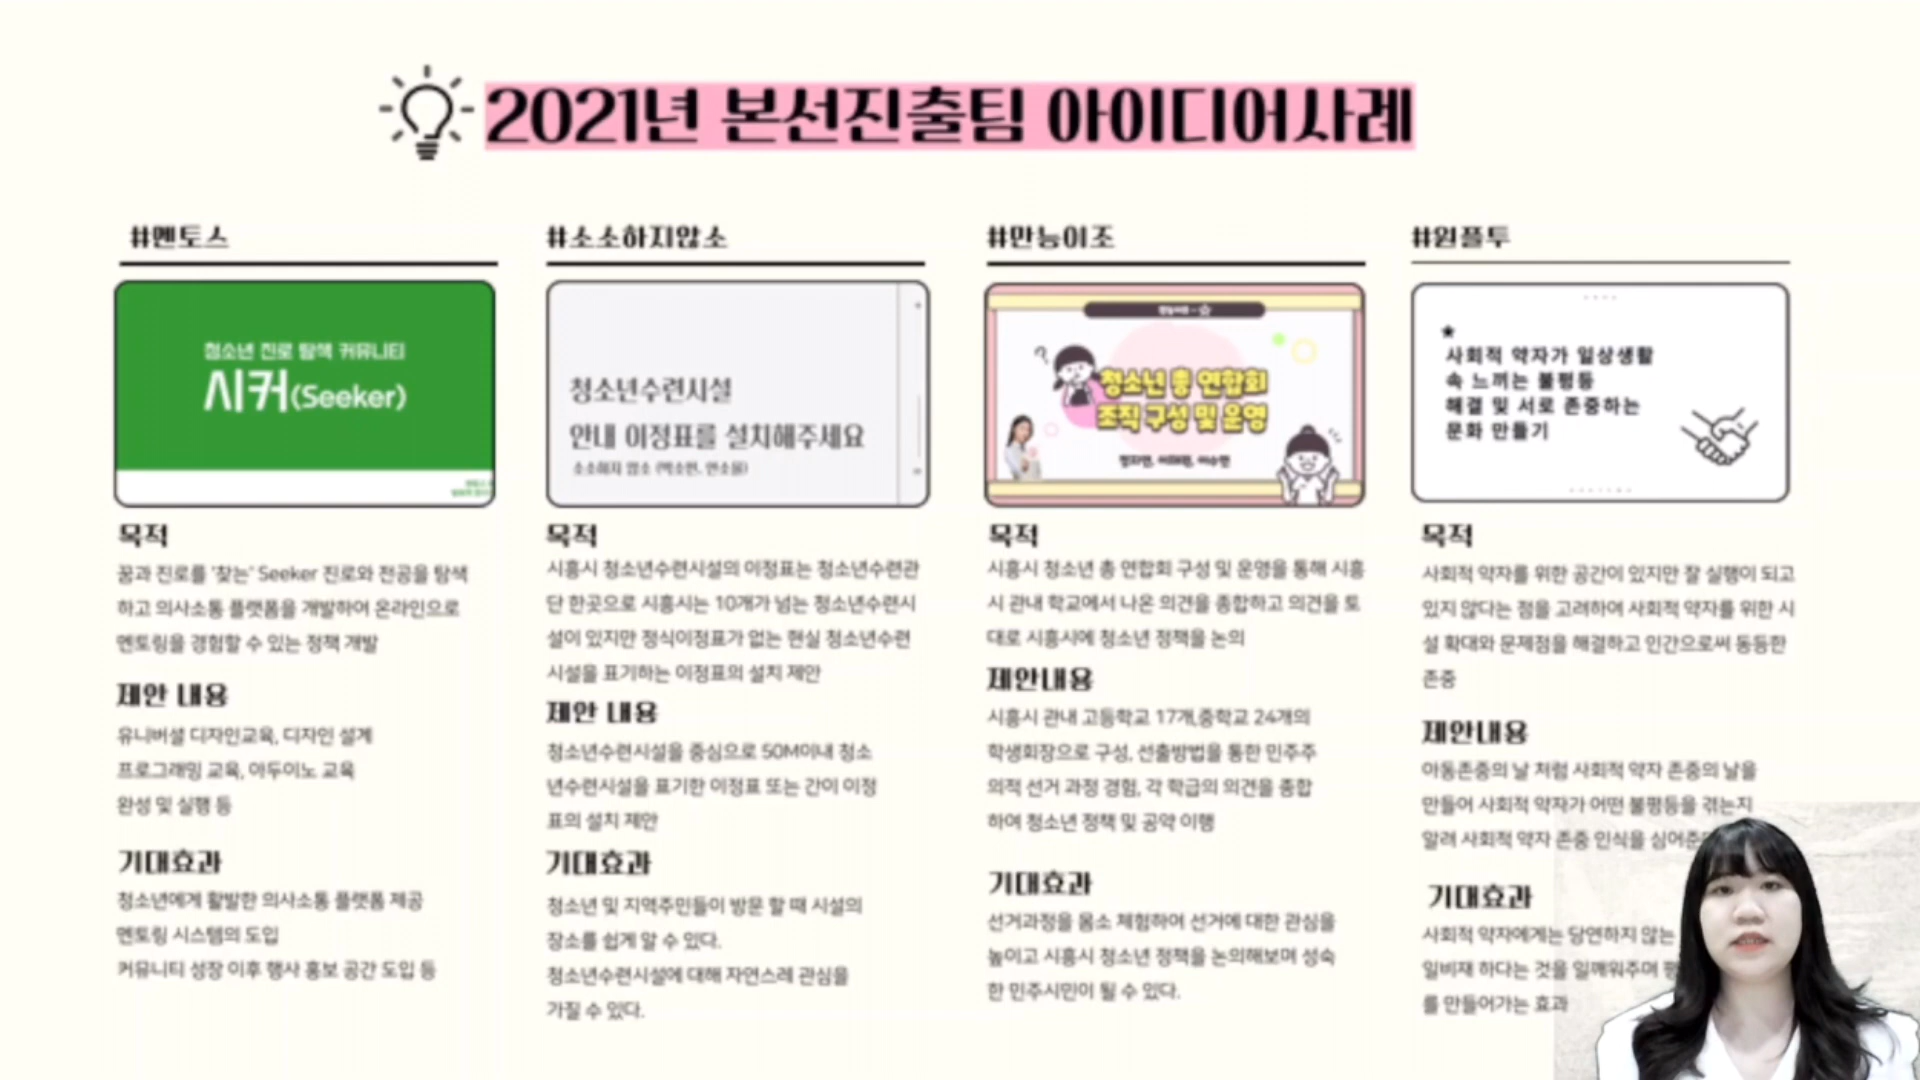 2021년 본선진출팀 아이디어사례
#멘토스
청소년 진로 탐색 커뮤니티
시커(Seeker)
목적
꿈과 진로를 '찾는' Seeker 진로와 전공을 탐색
하고 의사소통 플랫폼을 개발하여 온라인으로
멘토링을 경험할 수 있는 정책 개발
제안 내용
유니버셜 디자인교육, 디자인 설계
프로그래밍 교육, 아두이노 교육
완성 및 실행 등
기대효과
청소년에게 활발한 의사소통 플랫폼 제공
멘토링 시스템의 도입
커뮤니티 성장 이후 행사 홍보 공간 도입 등
#소소하지않소
청소년수련시설
안내 이정표를 설치해주세요
소소하지 않소
목적
시흥시 청소년수련시설의 이정표는 청소년수련관
단 한곳으로 시흥시는 10개가 넘는 청소년수련시
설이 있지만 정식이정표가 없는 현실 청소년수련
시설을 표기하는 이정표의 설치 제안
제안 내용
청소년수련시설을 중심으로 50M이내 청소
년수련시설을 표기한 이정표 또는 간이 이정
표의 설치 제안
기대효과
청소년 및 지역주민들이 방문 할 때 시설의
장소를 쉽게 알 수 있다.
청소년수련시설에 대해 자연스레 관심을
가질 수 있다.
#만능이조
청소년 총 연합회
조직 구성 및 운영
목적
시흥시 청소년 총 연합회 구성 및 운영을 통해 시흥
시 관내 학교에서 나온 의견을 종합하고 의견을 토
대로 시흥시에 청소년 정책을 논의
제안내용
시흥시 관내 고등학교 17개,중학교 24개의
학생회장으로 구성, 선출방법을 통한 민주주
의적 선거 과정 경험, 각 학급의 의견을 종합
하여 청소년 정책 및 공약 이행
기대효과
선거과정을 몸소 체험하여 선거에 대한 관심을
높이고 시흥시 청소년 정책을 논의해보며 성숙
한 민주시민이 될 수 있다.
#원플투
사회적 약자가 일상생활
속 느끼는 불평등
해결 및 서로 존중하는
문화 만들기
목적
사회적 약자를 위한 공간이 있지만 잘 실행이 되고
있지 않다는 점을 고려하여 사회적 약자를 위한 시
설 확대와 문제점을 해결하고 인간으로써 동등한
존중
제안내용
아동존중의 날 처럼 사회적 약자 존중의 날을
만들어 사회적 약자가 어떤 불평등을 겪는지
알려 사회적 약자 존중 인식을 심어준
기대효과
사회적 약자에게는 당연하지 않는
일비재 하다는 것을 일깨워주며
를 만들어가는 효과